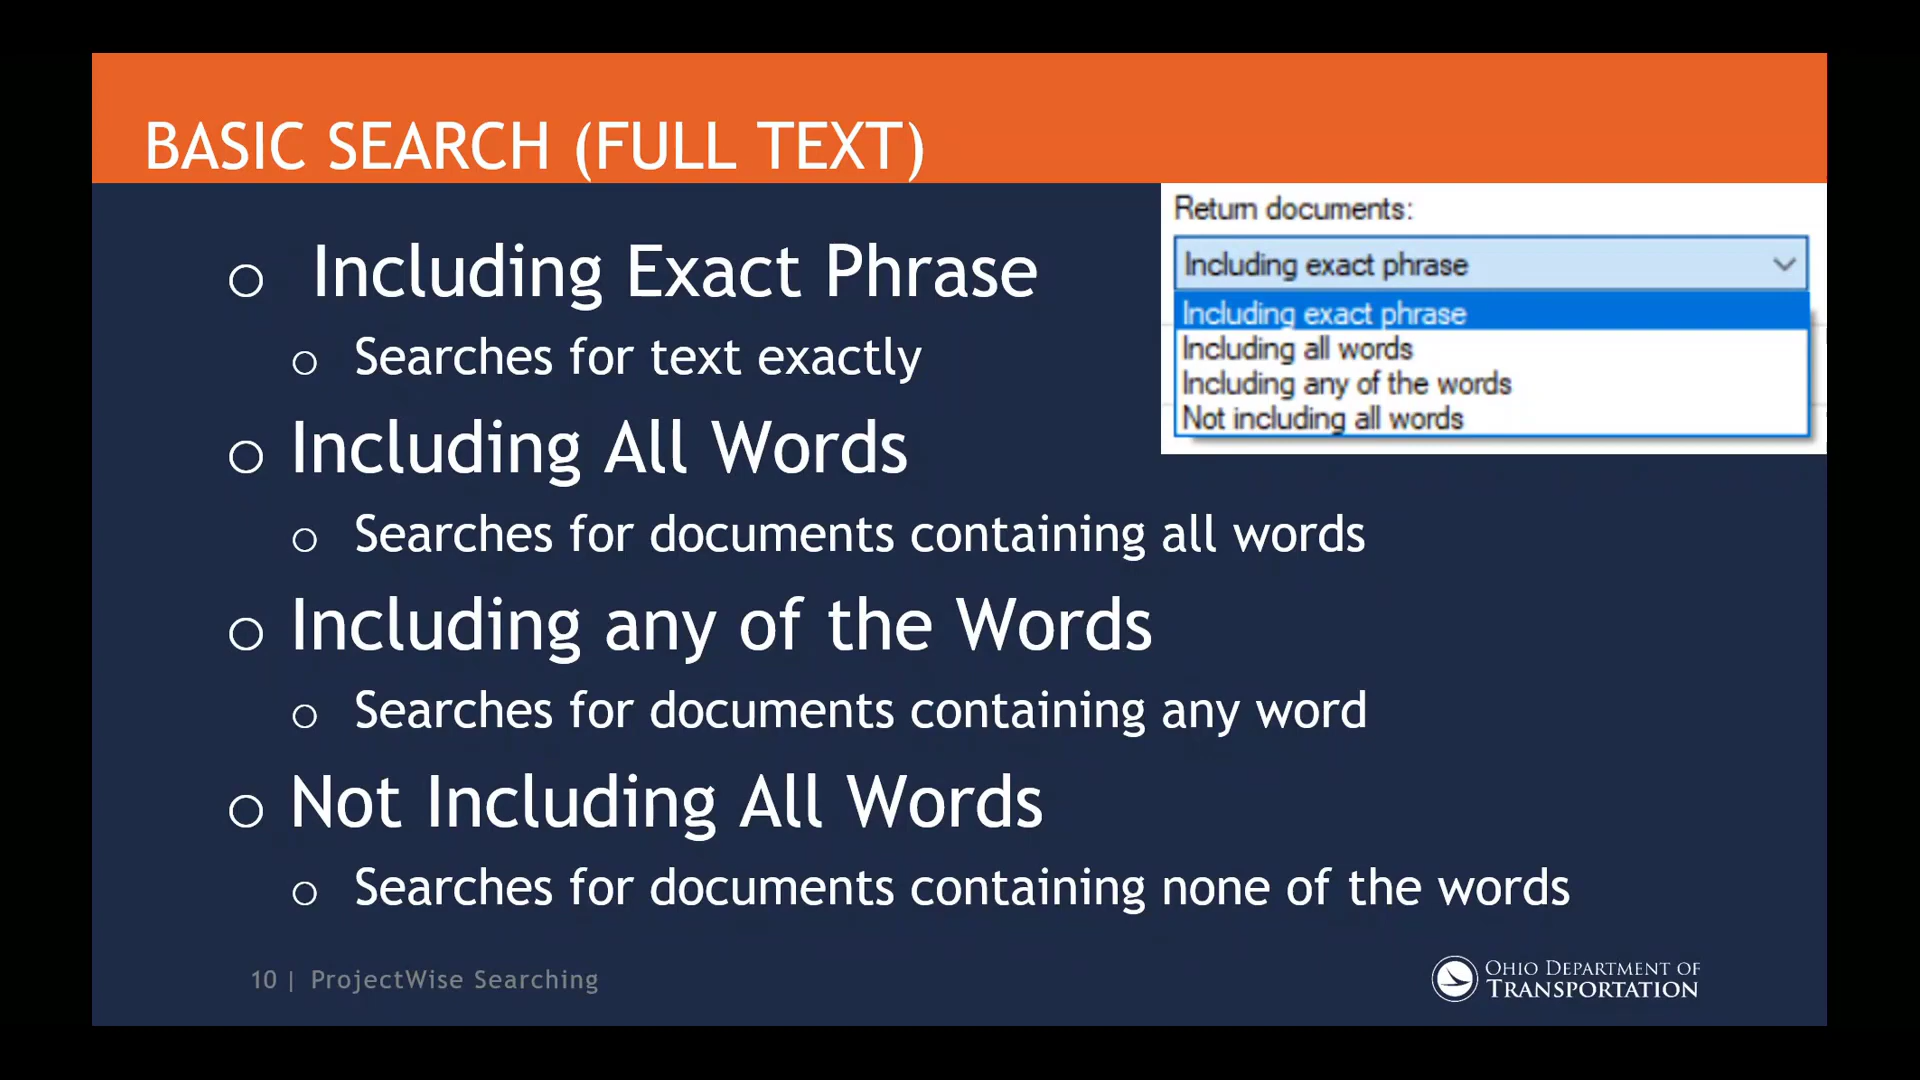 BASIC SEARCH (FULL TEXT)
Including Exact Phrase
Searches for text exactly
Including All Words
Searches for documents containing all words
Including any of the Words
Searches for documents containing any word
Not Including All Words
Searches for documents containing none of the words
Return documents:
Including exact phrase
Including exact phrase
Including all words
Including any of the words
Not including all words
10 | ProjectWise Searching
OHIO DEPARTMENT OF
TRANSPORTATION